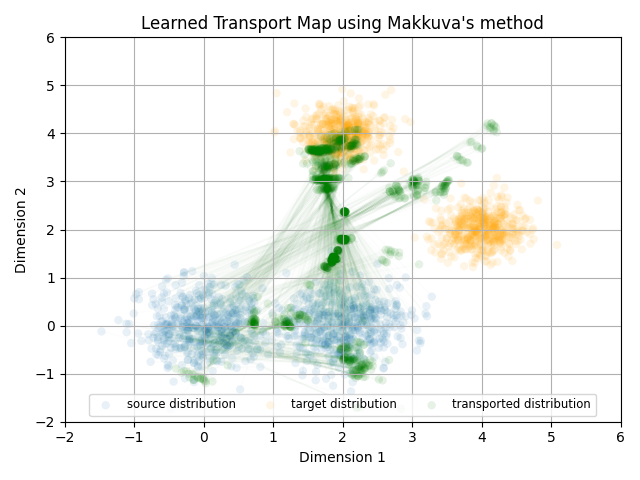 Learned Transport Map using Makkuva's method
6
5
4
3
2
1
0
−1
−2
Dimension 2
source distribution target distribution transported distribution
−2 −1 0 1 2 3 4 5 6
Dimension 1